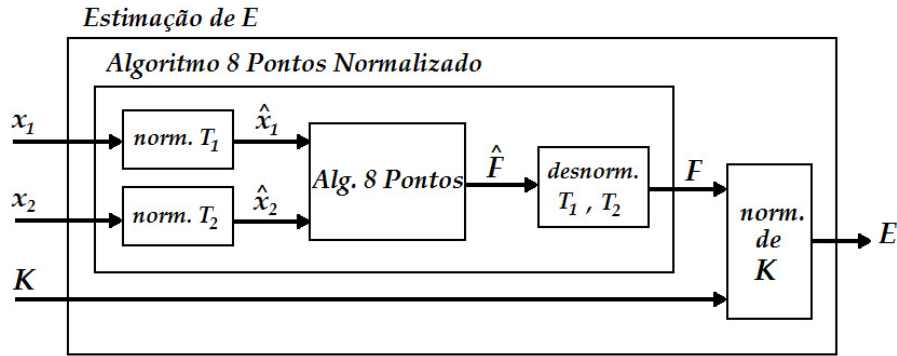 Estimação de E
Algoritmo 8 Pontos Normalizado
x₁
norm. T₁
x̂₁
x₂
norm. T₂
x̂₂
Alg. 8 Pontos
F̂
desnorm.
T₁ , T₂
F
K
norm.
de
K
E